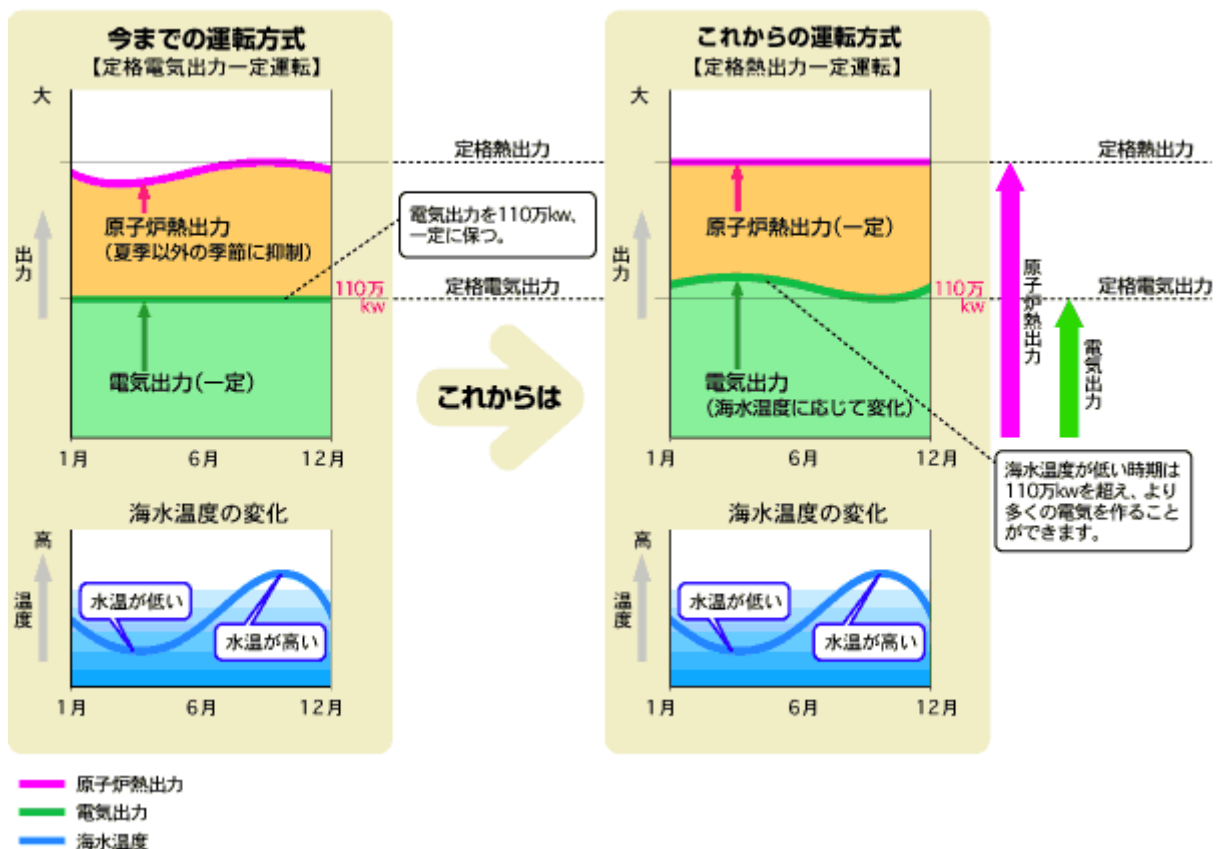 今までの運転方式
【定格電気出力一定運転】
大
出力
原子炉熱出力
(夏季以外の季節に抑制)
110万
kw
電気出力(一定)
1月
6月
12月
定格熱出力
電気出力を110万kw、
一定に保つ。
定格電気出力
これからは
海水温度の変化
高
温度
水温が低い
水温が高い
1月
6月
12月
これからの運転方式
【定格熱出力一定運転】
大
出力
原子炉熱出力(一定)
110万
kw
電気出力
(海水温度に応じて変化)
1月
6月
12月
定格熱出力
原子炉熱出力
定格電気出力
電気出力
海水温度が低い時期は
110万kwを超え、より
多くの電気を作ること
ができます。
海水温度の変化
高
温度
水温が低い
水温が高い
1月
6月
12月
原子炉熱出力
電気出力
海水温度